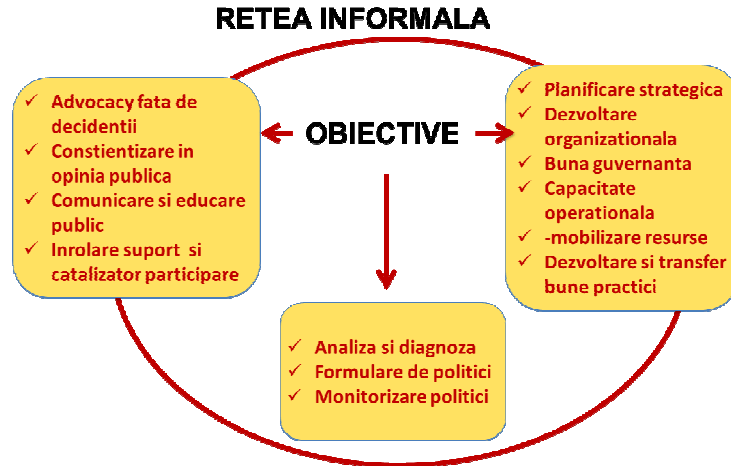 RETEA INFORMALA
Advocacy fata de
decidentii
Constientizare in
opinia publica
Comunicare si educare
public
Inrolare suport si
catalizator participare
OBIECTIVE
Planificare strategica
Dezvoltare
organizationala
Buna guvernanta
Capacitate
operationala
-mobilizare resurse
Dezvoltare si transfer
bune practici
Analiza si diagnoza
Formulare de politici
Monitorizare politici